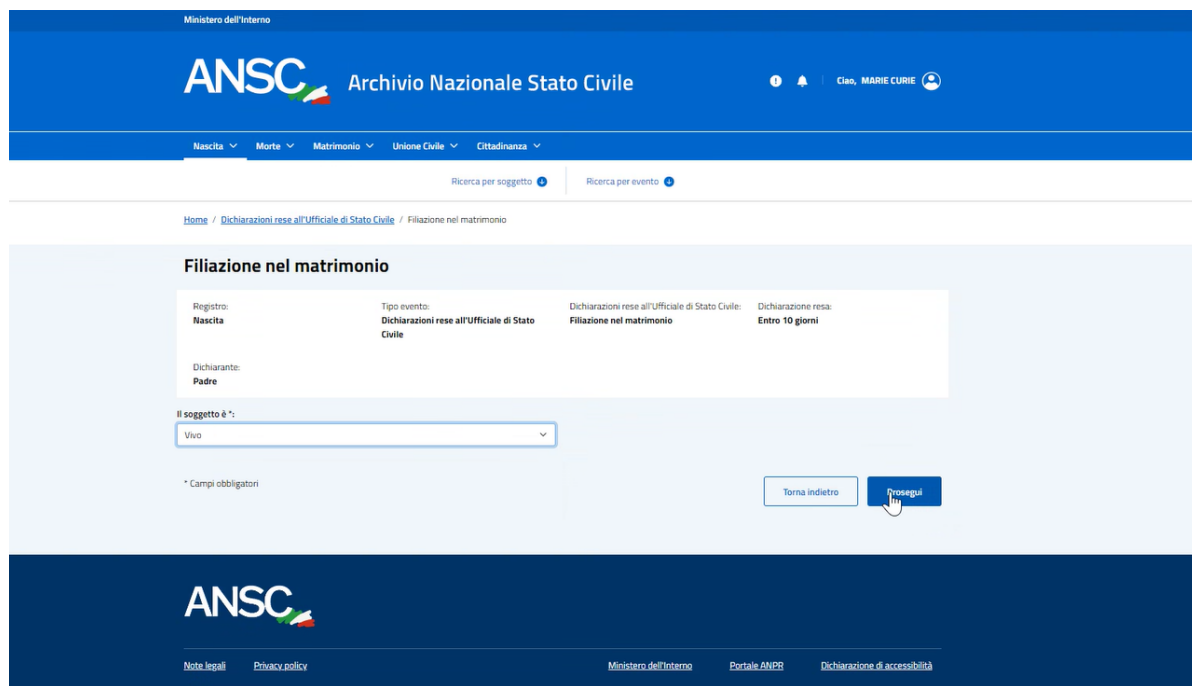 Ministero dell'Interno
ANSC Archivio Nazionale Stato Civile
Ciao, MARIE CURIE
Nascita Morte Matrimonio Unione Civile Cittadinanza
Ricerca per soggetto Ricerca per evento
Home / Dichiarazioni rese all'Ufficiale di Stato Civile / Filiazione nel matrimonio
Filiazione nel matrimonio
Registro:
Nascita
Tipo evento:
Dichiarazioni rese all'Ufficiale di Stato
Civile
Dichiarazioni rese all'Ufficiale di Stato Civile:
Filiazione nel matrimonio
Dichiarazione resa:
Entro 10 giorni
Dichiarante:
Padre
Il soggetto è *:
Vivo
* Campi obbligatori
Torna indietro
Prosegui
ANSC
Note legali Privacy policy Ministero dell'Interno Portale ANPR Dichiarazione di accessibilità